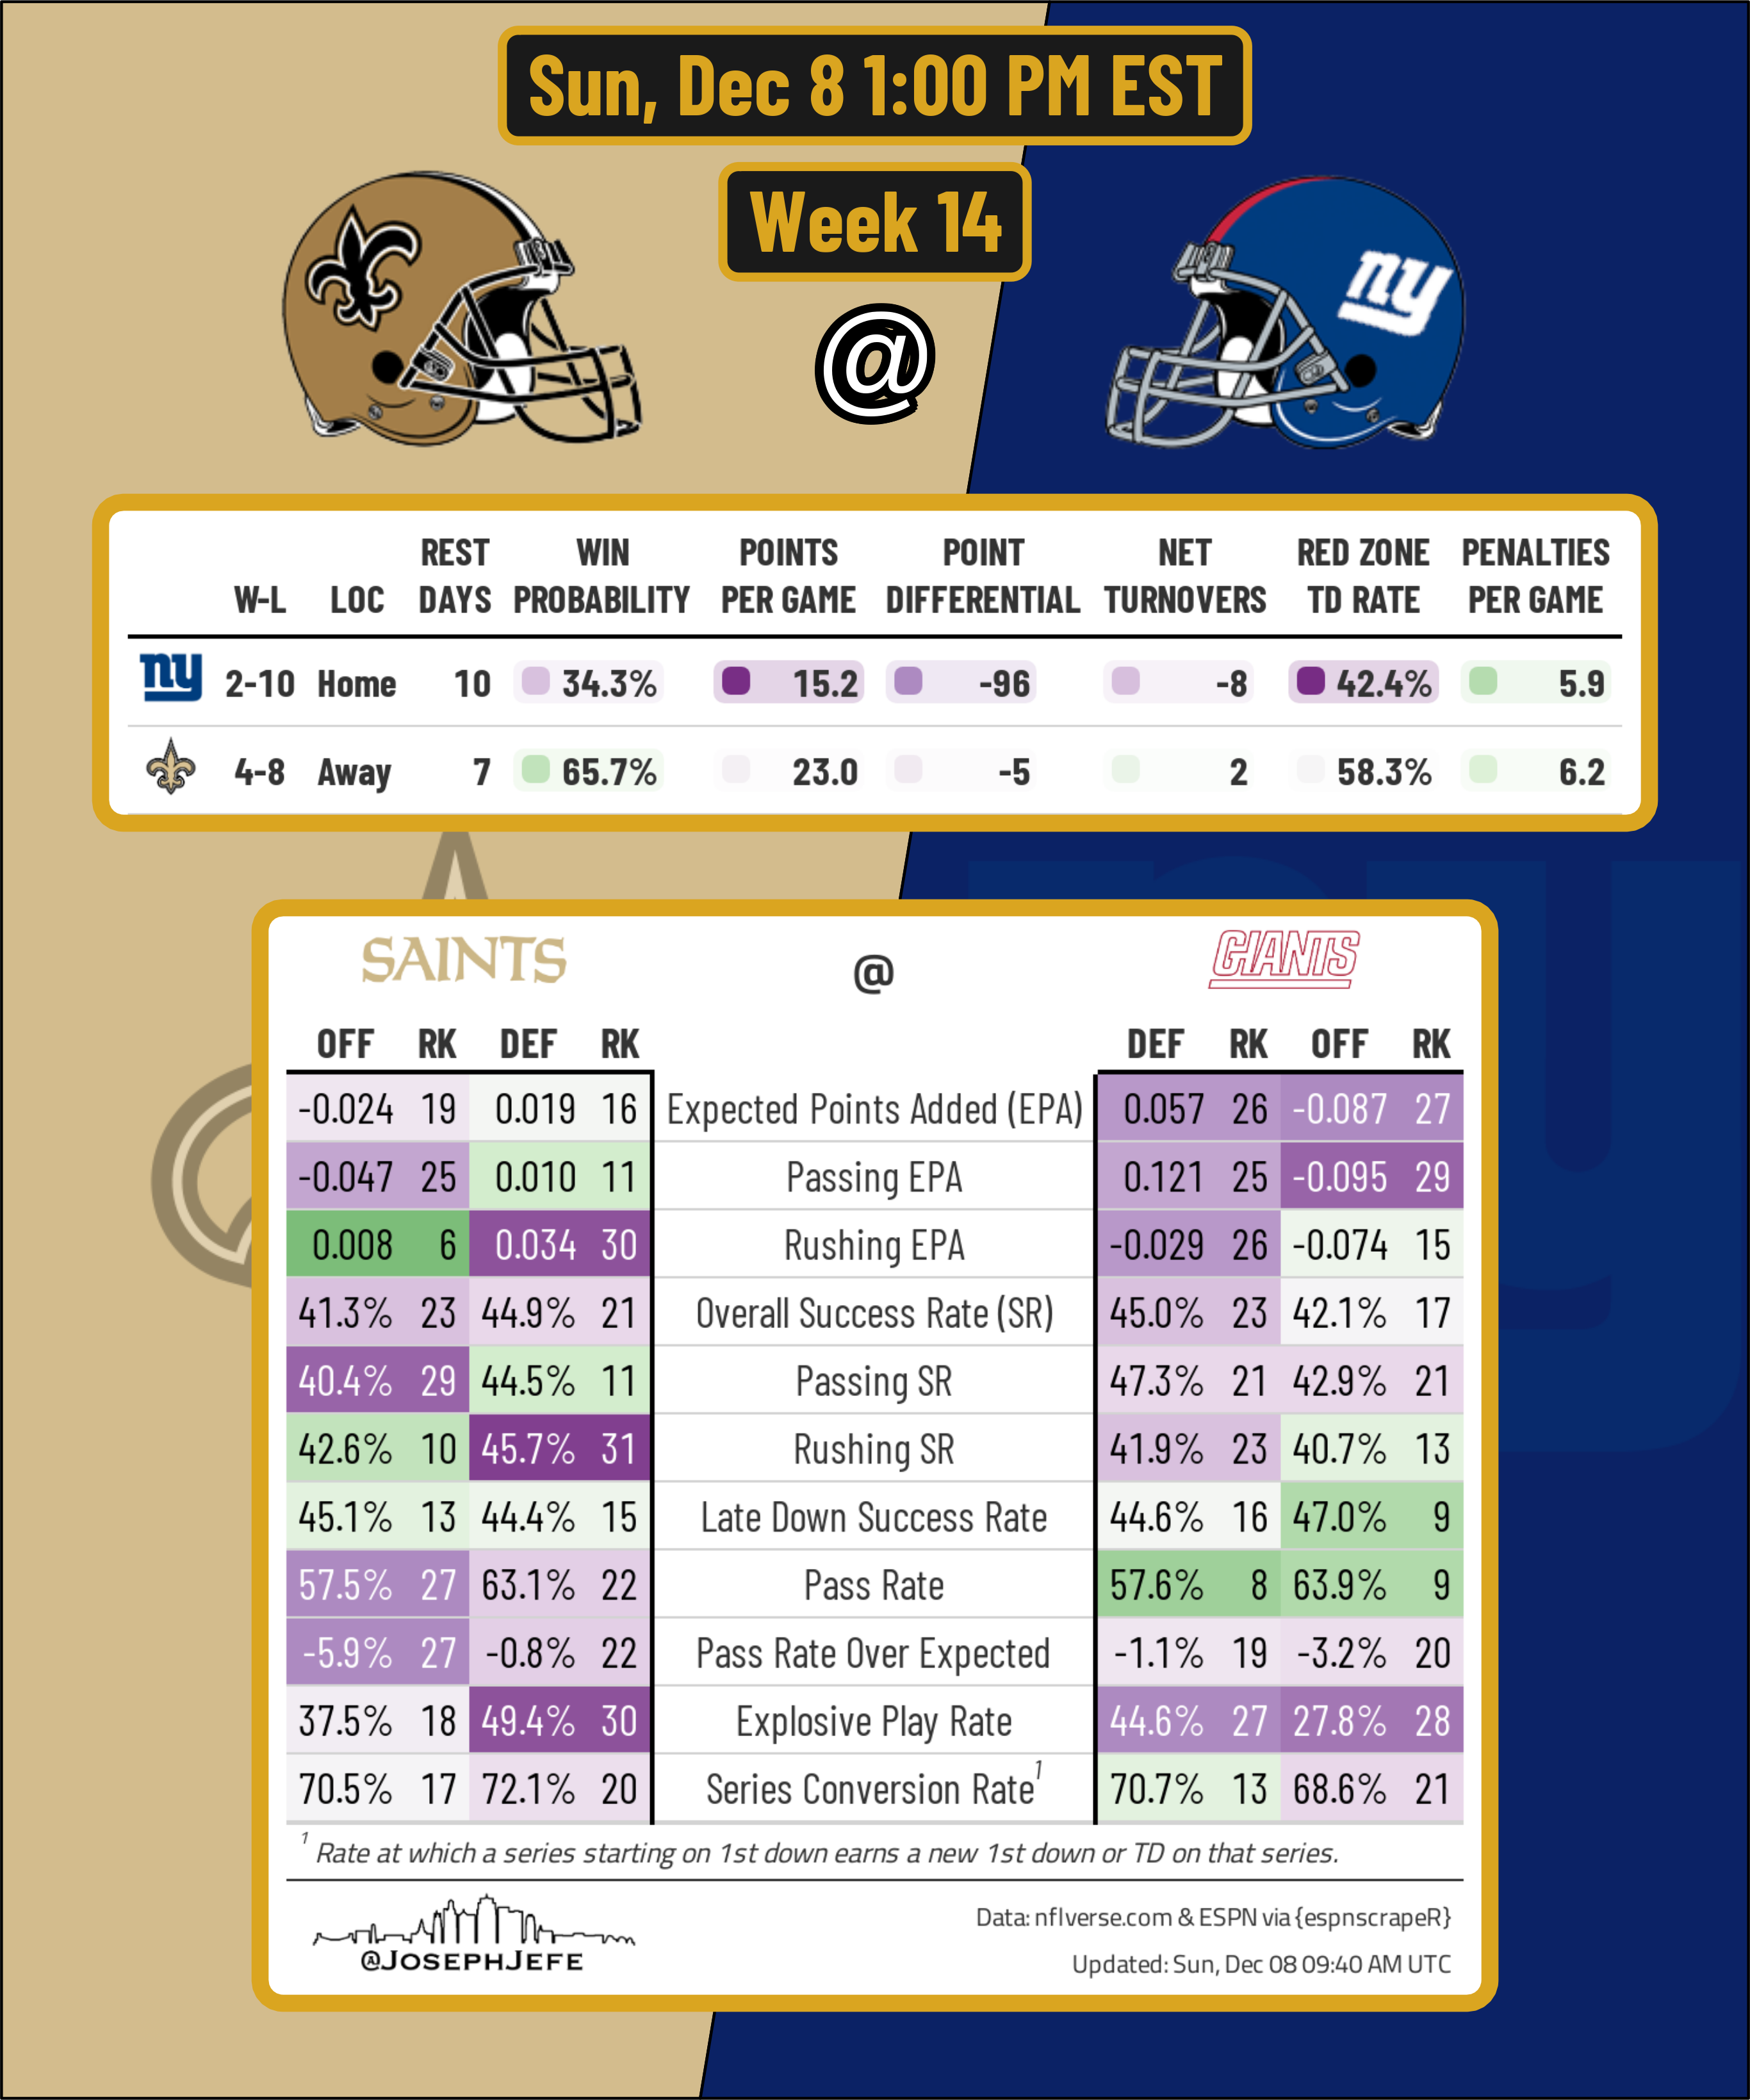 Sun, Dec 8 1:00 PM EST
Week 14
@
ny
W-L LOC REST DAYS WIN PROBABILITY POINTS PER GAME POINT DIFFERENTIAL NET TURNOVERS RED ZONE TD RATE PENALTIES PER GAME
ny 2-10 Home 10 34.3% 15.2 -96 -8 42.4% 5.9
4-8 Away 7 65.7% 23.0 -5 2 58.3% 6.2
SAINTS @ GIANTS
OFF RK DEF RK DEF RK OFF RK
-0.024 19 0.019 16 Expected Points Added (EPA) 0.057 26 -0.087 27
-0.047 25 0.010 11 Passing EPA 0.121 25 -0.095 29
0.008 6 0.034 30 Rushing EPA -0.029 26 -0.074 15
41.3% 23 44.9% 21 Overall Success Rate (SR) 45.0% 23 42.1% 17
40.4% 29 44.5% 11 Passing SR 47.3% 21 42.9% 21
42.6% 10 45.7% 31 Rushing SR 41.9% 23 40.7% 13
45.1% 13 44.4% 15 Late Down Success Rate 44.6% 16 47.0% 9
57.5% 27 63.1% 22 Pass Rate 57.6% 8 63.9% 9
-5.9% 27 -0.8% 22 Pass Rate Over Expected -1.1% 19 -3.2% 20
37.5% 18 49.4% 30 Explosive Play Rate 44.6% 27 27.8% 28
70.5% 17 72.1% 20 Series Conversion Rate1 70.7% 13 68.6% 21
1 Rate at which a series starting on 1st down earns a new 1st down or TD on that series.
@JOSEPHJEFE
Data: nflverse.com & ESPN via {espnscrapeR}
Updated: Sun, Dec 08 09:40 AM UTC